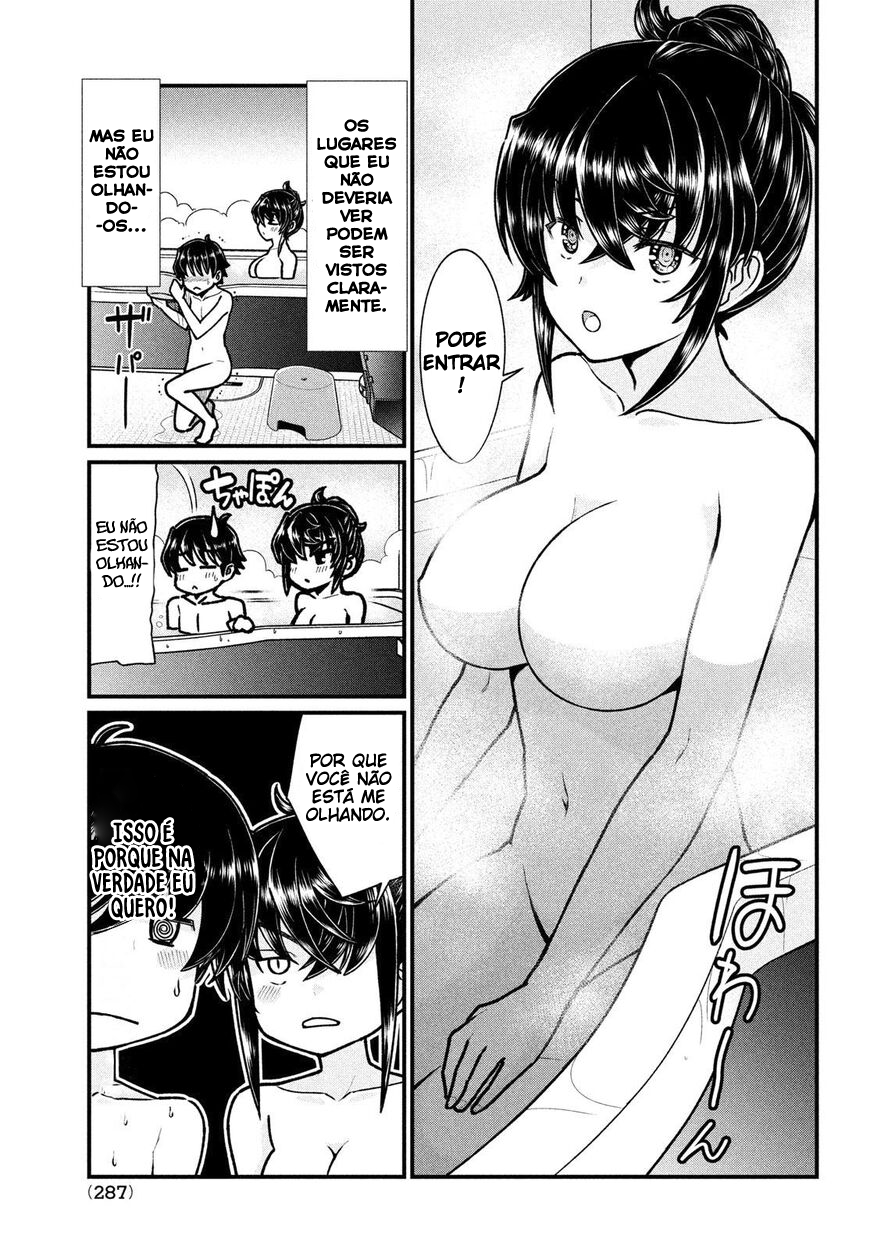 PODE
ENTRAR
!
ほわーん
OS
LUGARES
QUE EU
NÃO
DEVERIA
VER
PODEM
SER
VISTOS
CLARA-
MENTE.
MAS EU
NÃO
ESTOU
OLHAN-
DO-
-OS...
ザパー
ちゃぽん
EU NÃO
ESTOU
OLHAN-
DO...!!
POR QUE
VOCÊ NÃO
ESTÁ ME
OLHANDO.
ISSO É
PORQUE NA
VERDADE EU
QUERO!
(287)